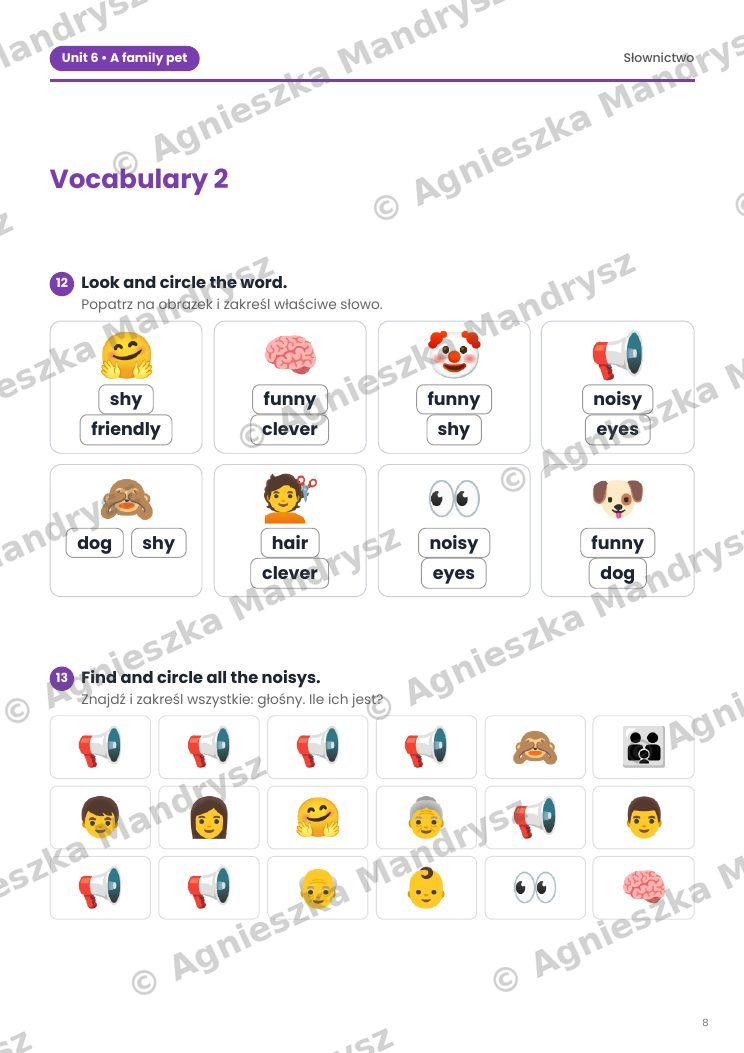 Unit 6 • A family pet
Słownictwo
Vocabulary 2
12 Look and circle the word.
Popatrz na obrazek i zakreśl właściwe słowo.
shy
friendly
funny
clever
funny
shy
noisy
eyes
dog shy
hair
clever
noisy
eyes
funny
dog
13 Find and circle all the noisys.
Znajdź i zakreśl wszystkie: głośny. Ile ich jest?
8
© Agnieszka Mandrysz